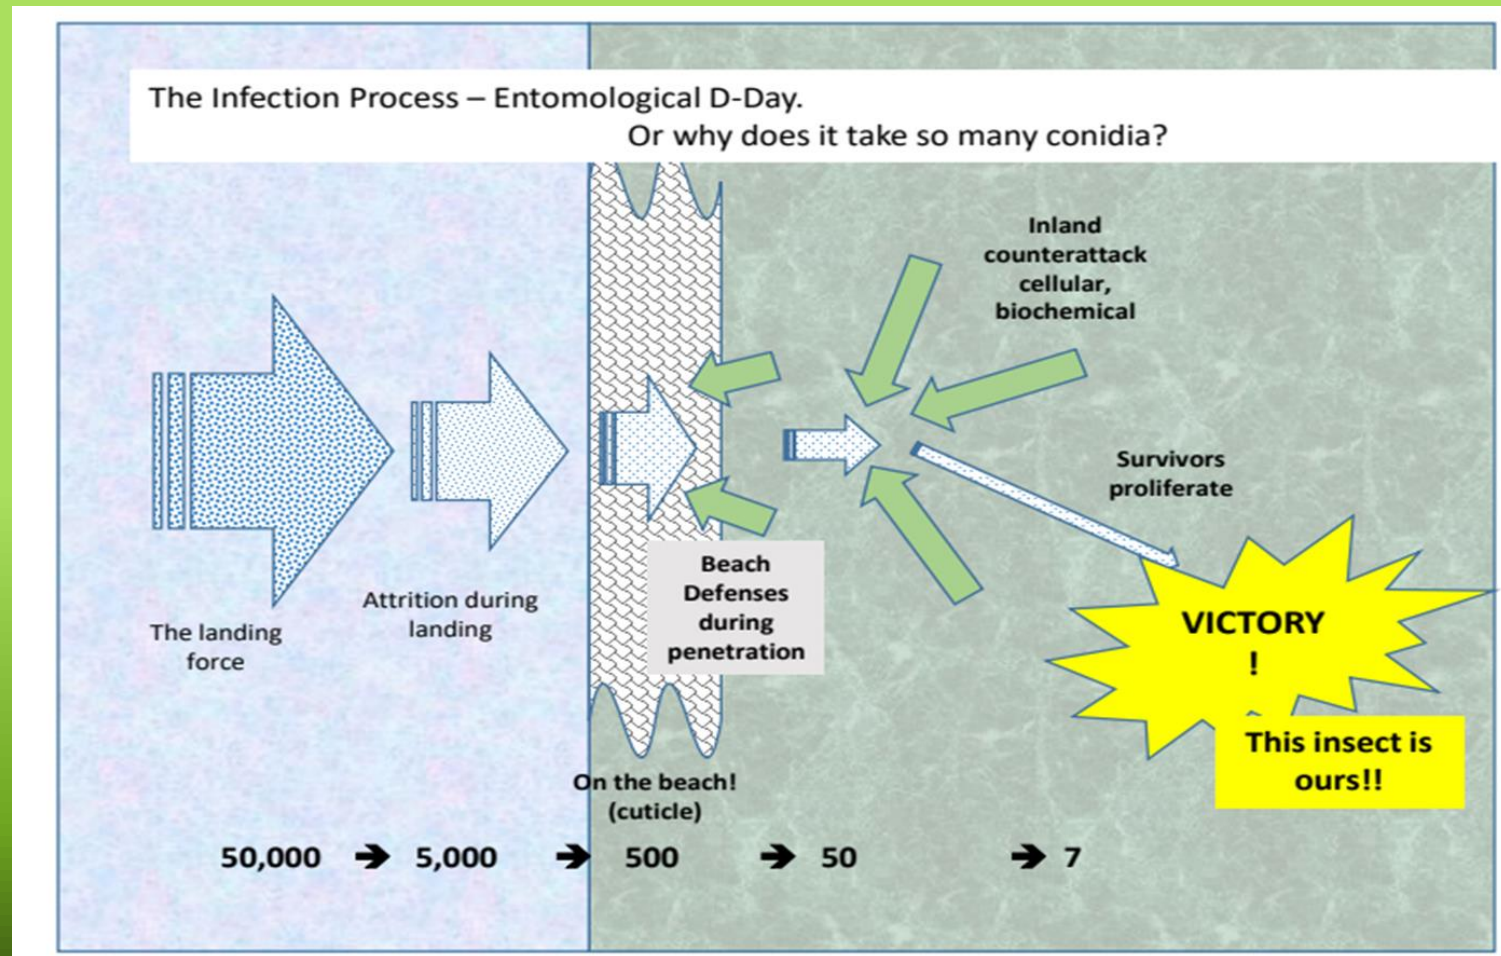 The Infection Process – Entomological D-Day.
Or why does it take so many conidia?
Inland
counterattack
cellular,
biochemical
Survivors
proliferate
Attrition during
landing
The landing
force
Beach
Defenses
during
penetration
VICTORY
!
This insect is
ours!!
On the beach!
(cuticle)
50,000 → 5,000 → 500 → 50 → 7